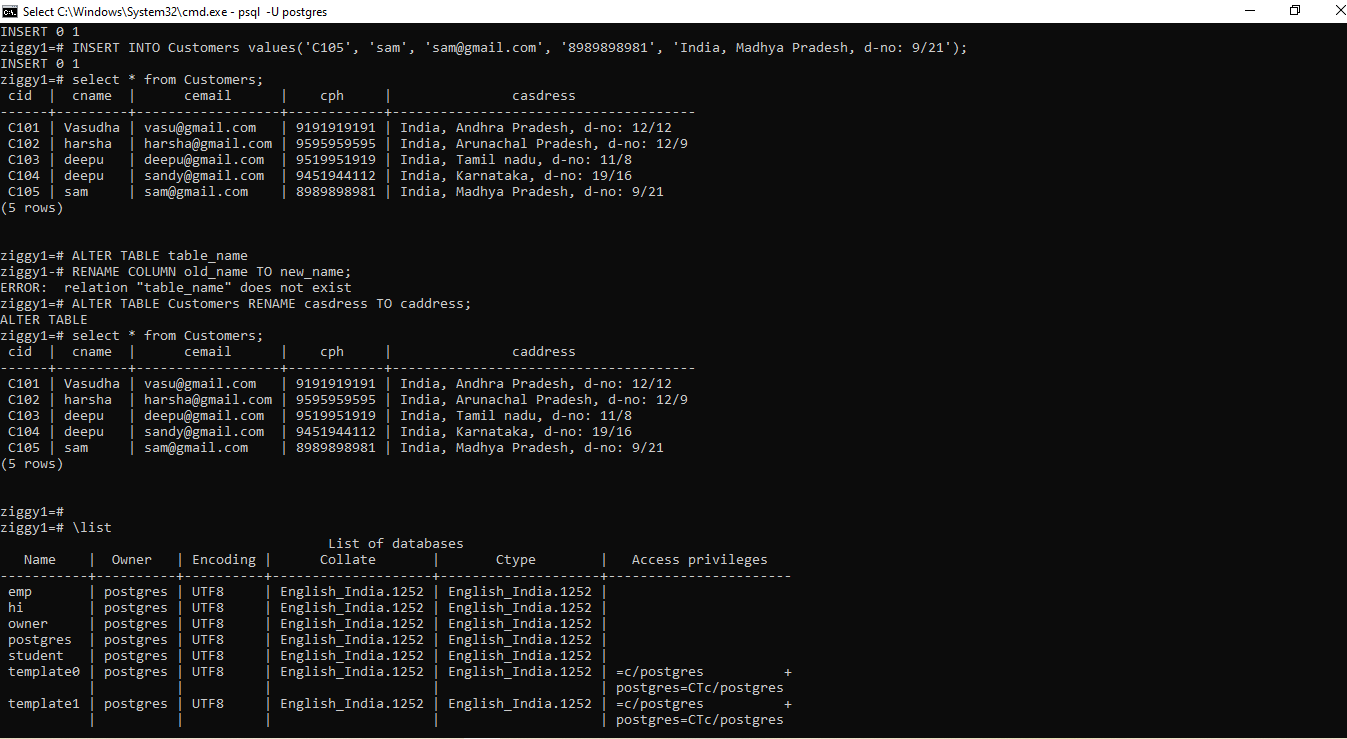 Select C:\Windows\System32\cmd.exe - psql  -U postgres
INSERT 0 1
ziggy1=# INSERT INTO Customers values('C105', 'sam', 'sam@gmail.com', '8989898981', 'India, Madhya Pradesh, d-no: 9/21');
INSERT 0 1
ziggy1=# select * from Customers;
 cid  |  cname  |      cemail      |    cph     |               casdress
------+---------+------------------+------------+--------------------------------------
 C101 | Vasudha | vasu@gmail.com   | 9191919191 | India, Andhra Pradesh, d-no: 12/12
 C102 | harsha  | harsha@gmail.com | 9595959595 | India, Arunachal Pradesh, d-no: 12/9
 C103 | deepu   | deepu@gmail.com  | 9519951919 | India, Tamil nadu, d-no: 11/8
 C104 | deepu   | sandy@gmail.com  | 9451944112 | India, Karnataka, d-no: 19/16
 C105 | sam     | sam@gmail.com    | 8989898981 | India, Madhya Pradesh, d-no: 9/21
(5 rows)
ziggy1=# ALTER TABLE table_name
ziggy1-# RENAME COLUMN old_name TO new_name;
ERROR:  relation "table_name" does not exist
ziggy1=# ALTER TABLE Customers RENAME casdress TO caddress;
ALTER TABLE
ziggy1=# select * from Customers;
 cid  |  cname  |      cemail      |    cph     |               caddress
------+---------+------------------+------------+--------------------------------------
 C101 | Vasudha | vasu@gmail.com   | 9191919191 | India, Andhra Pradesh, d-no: 12/12
 C102 | harsha  | harsha@gmail.com | 9595959595 | India, Arunachal Pradesh, d-no: 12/9
 C103 | deepu   | deepu@gmail.com  | 9519951919 | India, Tamil nadu, d-no: 11/8
 C104 | deepu   | sandy@gmail.com  | 9451944112 | India, Karnataka, d-no: 19/16
 C105 | sam     | sam@gmail.com    | 8989898981 | India, Madhya Pradesh, d-no: 9/21
(5 rows)
ziggy1=#
ziggy1=# \list
                                         List of databases
   Name    |  Owner   | Encoding |      Collate       |       Ctype        |   Access privileges
-----------+----------+----------+--------------------+--------------------+-----------------------
 emp       | postgres | UTF8     | English_India.1252 | English_India.1252 |
 hi        | postgres | UTF8     | English_India.1252 | English_India.1252 |
 owner     | postgres | UTF8     | English_India.1252 | English_India.1252 |
 postgres  | postgres | UTF8     | English_India.1252 | English_India.1252 |
 student   | postgres | UTF8     | English_India.1252 | English_India.1252 |
 template0 | postgres | UTF8     | English_India.1252 | English_India.1252 | =c/postgres          +
           |          |          |                    |                    | postgres=CTc/postgres
 template1 | postgres | UTF8     | English_India.1252 | English_India.1252 | =c/postgres          +
           |          |          |                    |                    | postgres=CTc/postgres